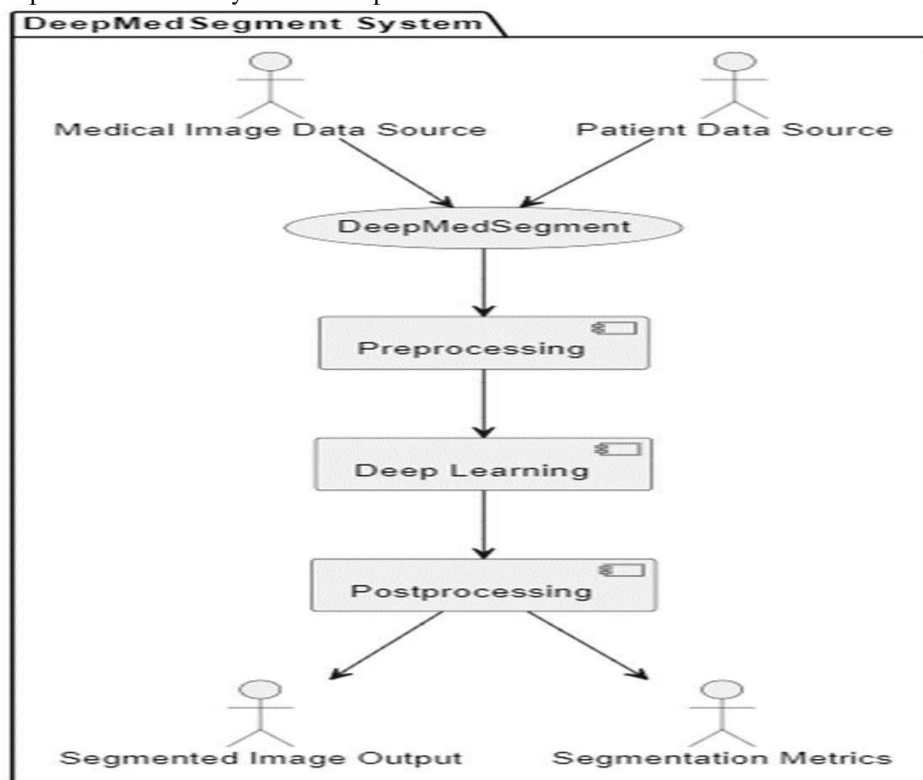 DeepMedSegment System
Medical Image Data Source
Patient Data Source
DeepMedSegment
Preprocessing
Deep Learning
Postprocessing
Segmented Image Output
Segmentation Metrics